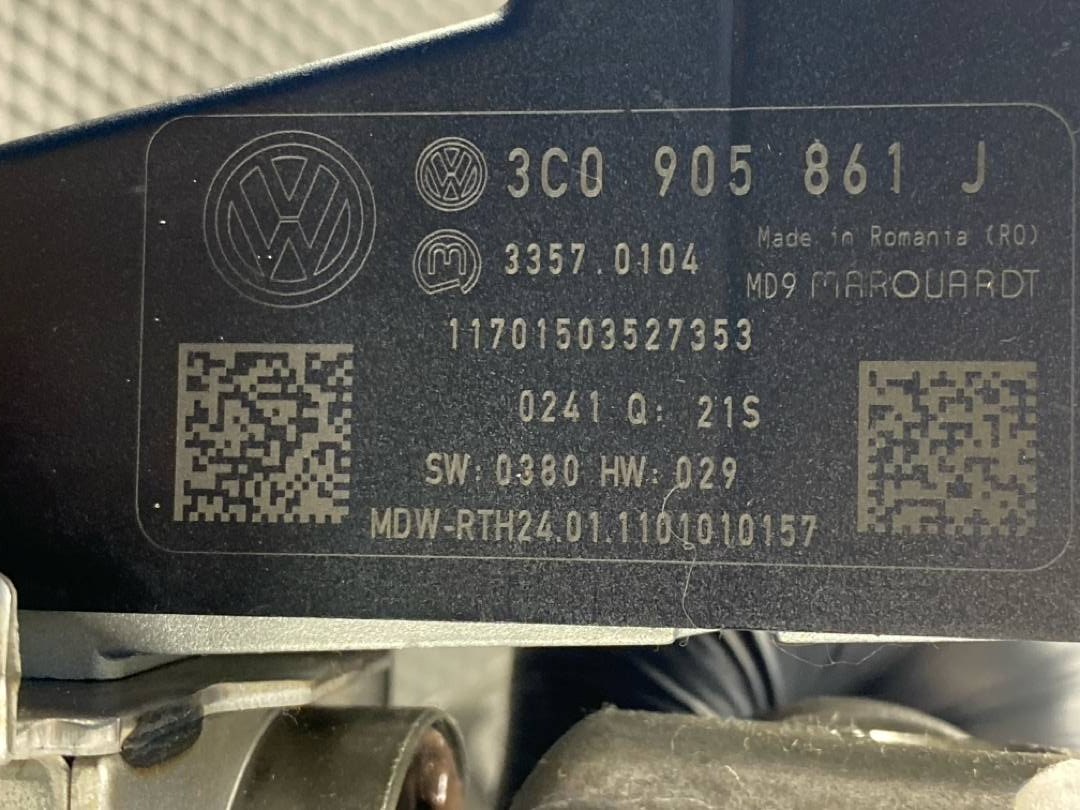 3C0 905 861 J
Made in Romania (RO)
3357.0104
MD9 MARQUARDT
11701503527353
0241 Q: 21S
SW: 0380 HW: 029
MDW-RTH24.01.1101010157